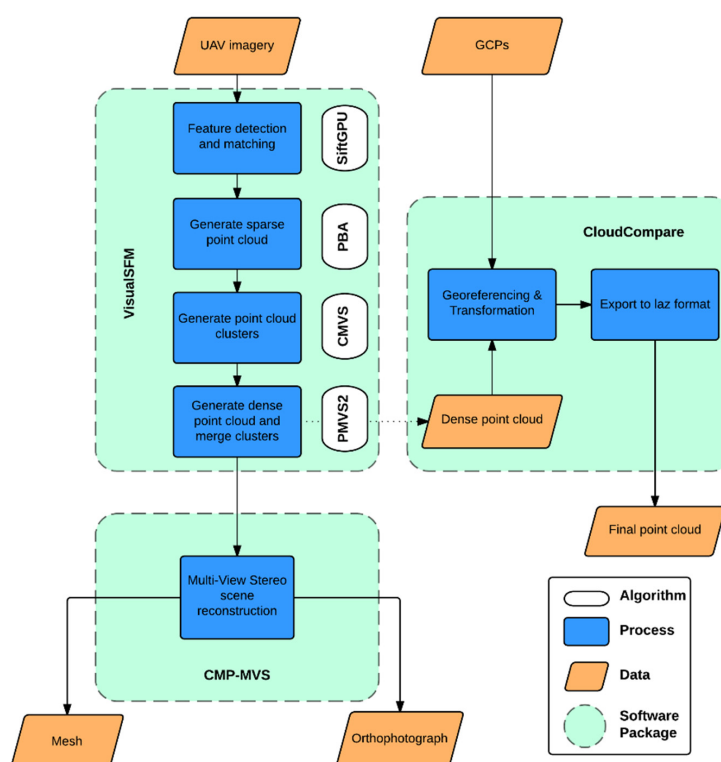 UAV imagery
GCPs
Feature detection
and matching
SiftGPU
Generate sparse
point cloud
PBA
VisualSFM
Generate point cloud
clusters
CMVS
Generate dense
point cloud and
merge clusters
PMVS2
CloudCompare
Georeferencing &
Transformation
Export to laz format
Dense point cloud
Final point cloud
Multi-View Stereo
scene
reconstruction
CMP-MVS
Mesh
Orthophotograph
Algorithm
Process
Data
Software
Package